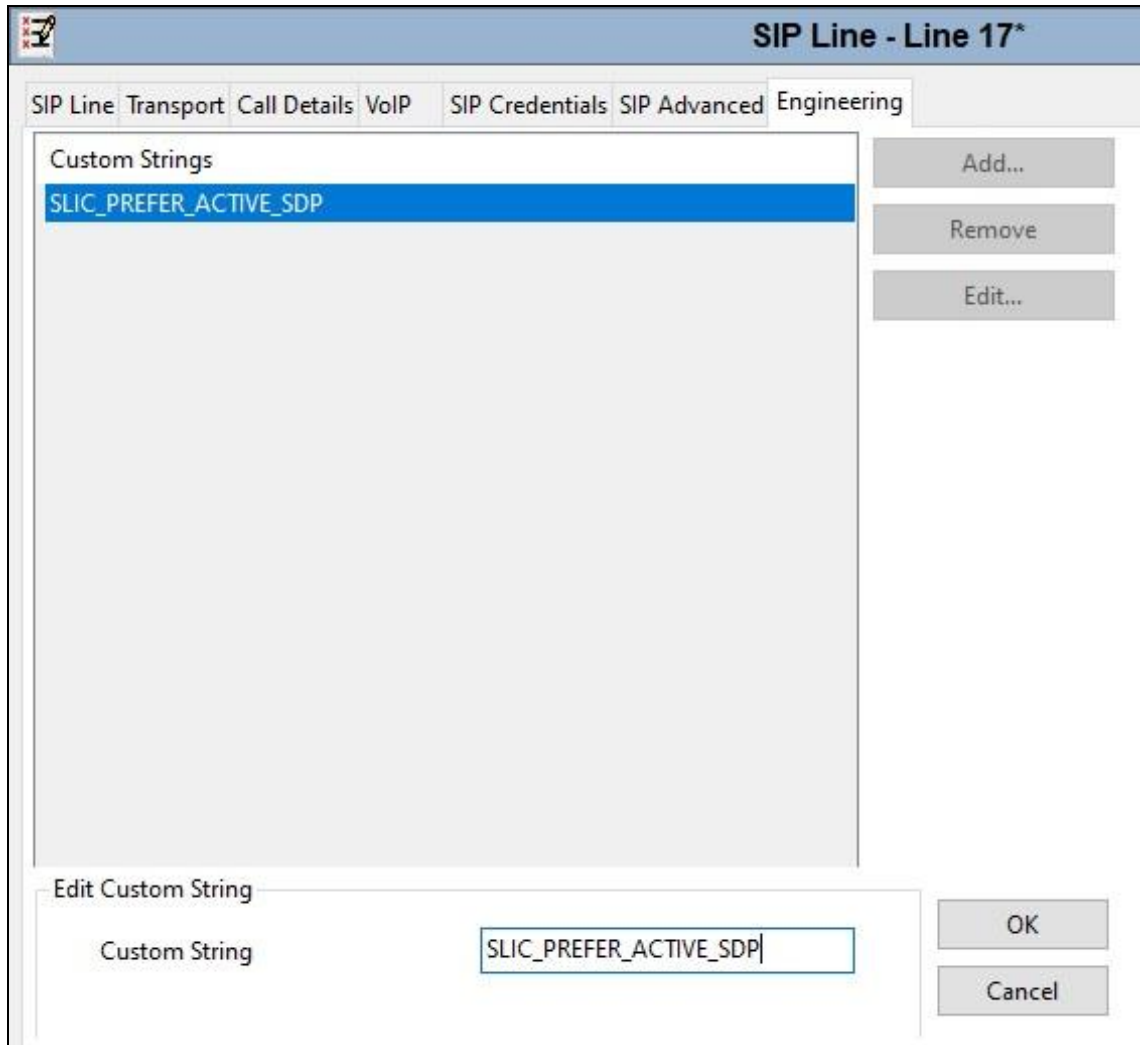 SIP Line - Line 17*
SIP Line Transport Call Details VoIP SIP Credentials SIP Advanced Engineering
Custom Strings
SLIC_PREFER_ACTIVE_SDP
Add...
Remove
Edit...
Edit Custom String
Custom String SLIC_PREFER_ACTIVE_SDP
OK
Cancel